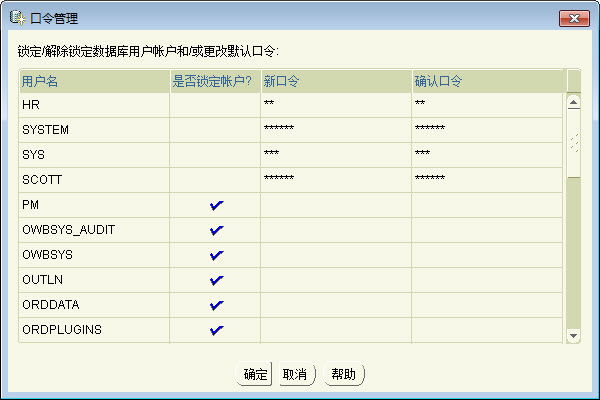 口令管理
锁定/解除锁定数据库用户帐户和/或更改默认口令:
用户名 是否锁定帐户? 新口令 确认口令
HR ** **
SYSTEM ****** ******
SYS *** ***
SCOTT ****** ******
PM
OWBSYS_AUDIT
OWBSYS
OUTLN
ORDDATA
ORDPLUGINS
确定 取消 帮助